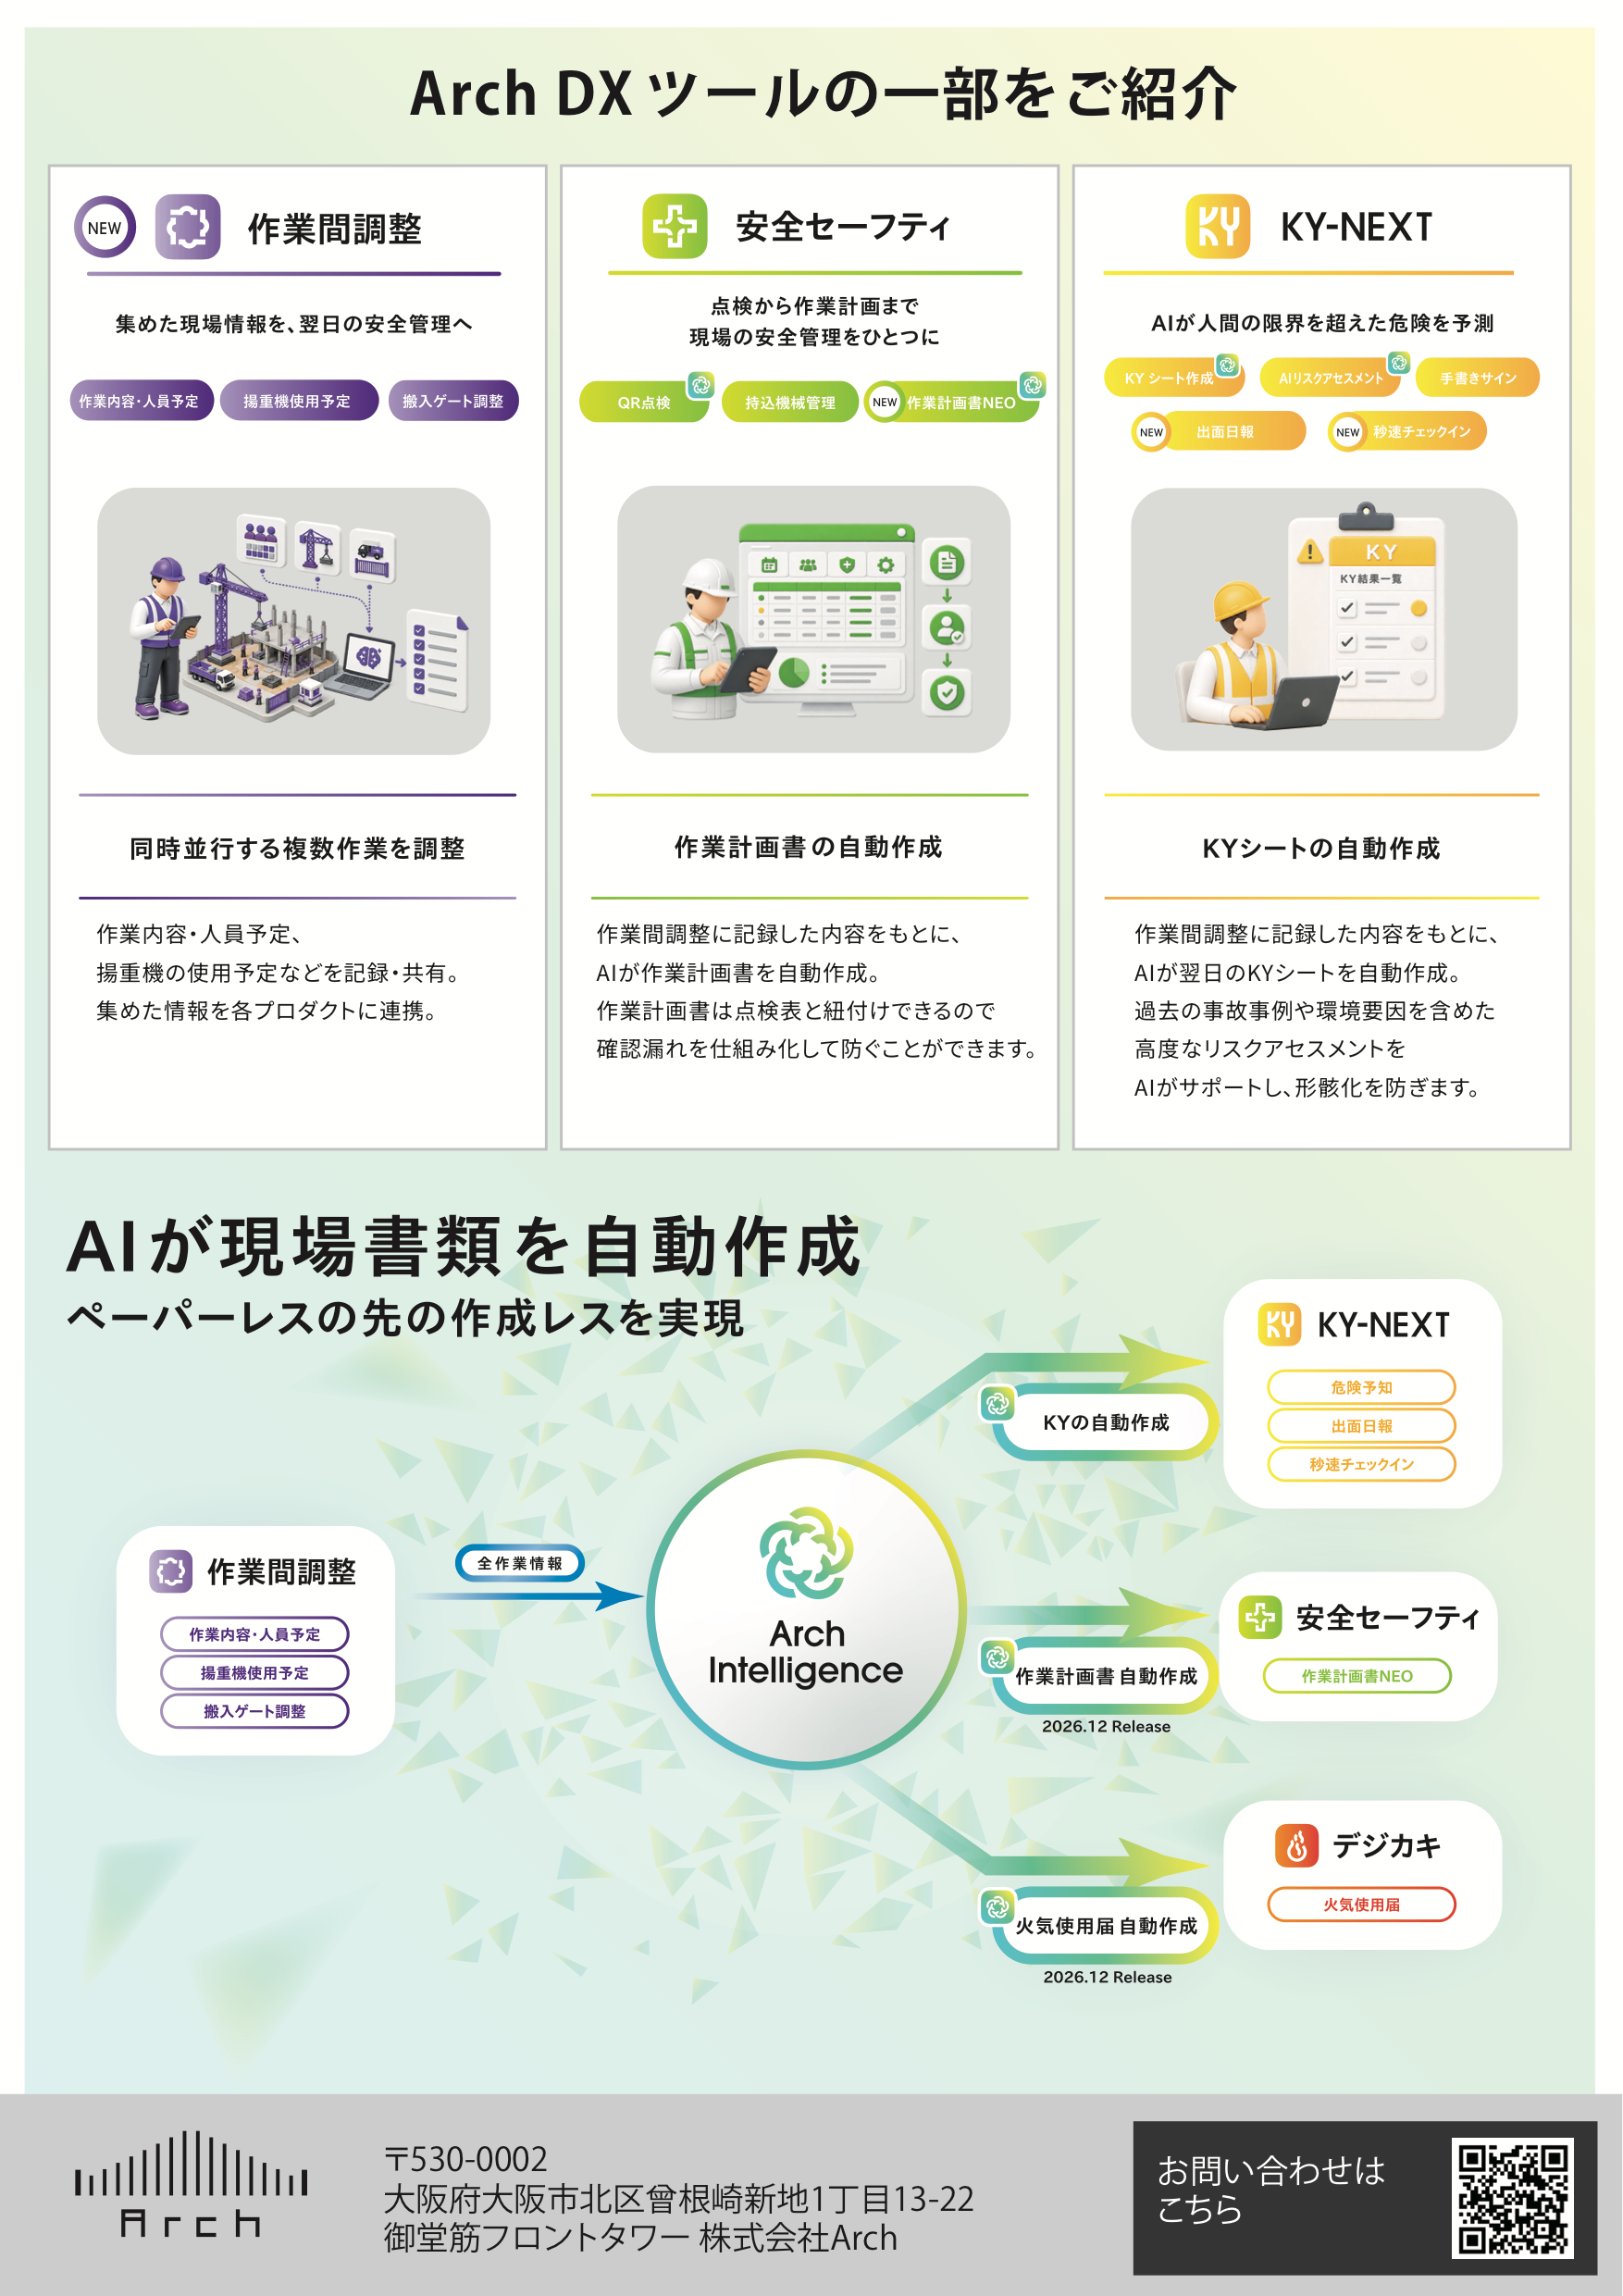 Arch DX ツールの一部をご紹介
NEW
作業間調整
集めた現場情報を、翌日の安全管理へ
作業内容・人員予定
揚重機使用予定
搬入ゲート調整
同時並行する複数作業を調整
作業内容・人員予定、
揚重機の使用予定などを記録・共有。
集めた情報を各プロダクトに連携。
安全セーフティ
点検から作業計画まで
現場の安全管理をひとつに
QR点検
持込機械管理
NEW 作業計画書NEO
作業計画書の自動作成
作業間調整に記録した内容をもとに、
AIが作業計画書を自動作成。
作業計画書は点検表と紐付けできるので
確認漏れを仕組み化して防ぐことができます。
KY KY-NEXT
AIが人間の限界を超えた危険を予測
KY シート作成
AIリスクアセスメント
手書きサイン
NEW 出面日報
NEW 秒速チェックイン
KY
KY結果一覧
KYシートの自動作成
作業間調整に記録した内容をもとに、
AIが翌日のKYシートを自動作成。
過去の事故事例や環境要因を含めた
高度なリスクアセスメントを
AIがサポートし、形骸化を防ぎます。
AIが現場書類を自動作成
ペーパーレスの先の作成レスを実現
作業間調整
作業内容・人員予定
揚重機使用予定
搬入ゲート調整
全作業情報
Arch
Intelligence
KYの自動作成
KY KY-NEXT
危険予知
出面日報
秒速チェックイン
作業計画書 自動作成
2026.12 Release
安全セーフティ
作業計画書NEO
火気使用届 自動作成
2026.12 Release
デジカキ
火気使用届
Arch
〒530-0002
大阪府大阪市北区曾根崎新地1丁目13-22
御堂筋フロントタワー 株式会社Arch
お問い合わせは
こちら